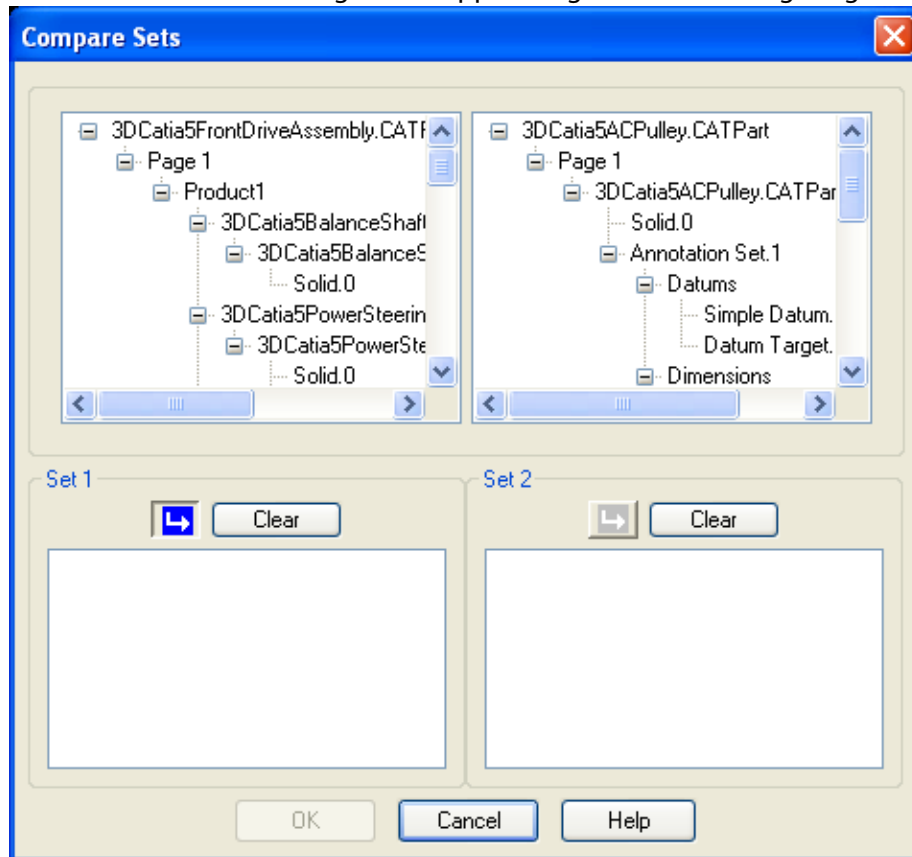 Compare Sets
3DCatia5FrontDriveAssembly.CATF
Page 1
Product1
3DCatia5BalanceShaft
3DCatia5BalanceS
Solid.0
3DCatia5PowerSteerin
3DCatia5PowerSte
Solid.0
3DCatia5ACPulley.CATPart
Page 1
3DCatia5ACPulley.CATPar
Solid.0
Annotation Set.1
Datums
Simple Datum.
Datum Target.
Dimensions
Set 1
Clear
Set 2
Clear
OK Cancel Help